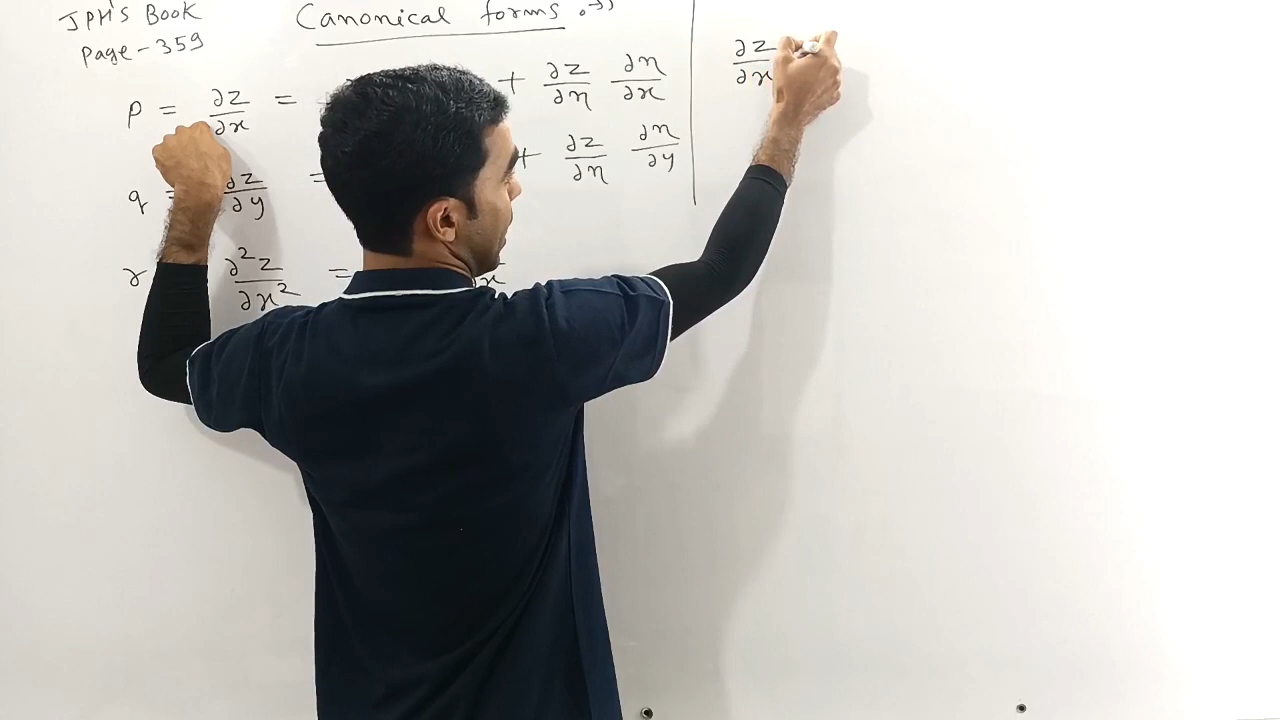 JPH's Book
Page - 359
Canonical forms :→
p = ∂z/∂x = + ∂z/∂η ∂η/∂x
q = ∂z/∂y = + ∂z/∂η ∂η/∂y
r ∂²z/∂x² =
∂z/∂x